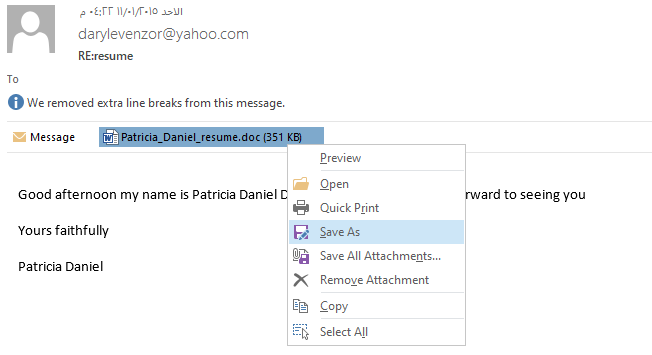 الاحد ١١/٠١/٢٠١٥ ٠٤:٢٢ م
darylevenzor@yahoo.com
RE:resume
To
We removed extra line breaks from this message.
Message Patricia_Daniel_resume.doc (351 KB)
Preview
Open
Quick Print
Save As
Save All Attachments...
Remove Attachment
Copy
Select All
Good afternoon my name is Patricia Daniel rward to seeing you
Yours faithfully
Patricia Daniel